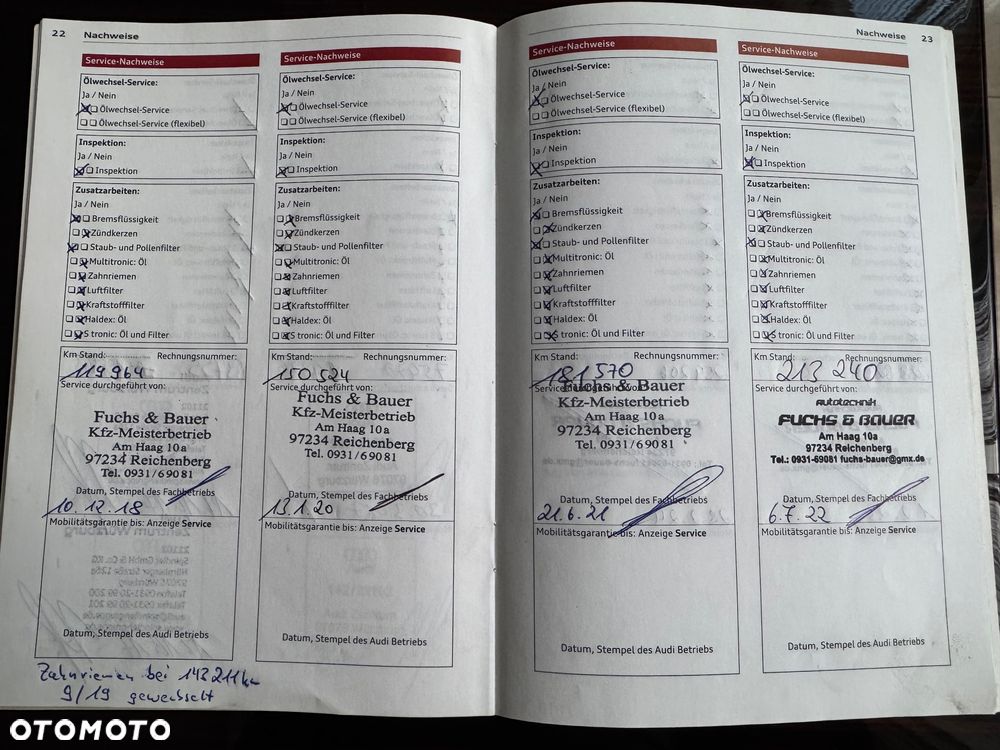 22 Nachweise
Service-Nachweise
Ölwechsel-Service:
Ja / Nein
Ölwechsel-Service
Ölwechsel-Service (flexibel)
Inspektion:
Ja / Nein
Inspektion
Zusatzarbeiten:
Ja / Nein
Bremsflüssigkeit
Zündkerzen
Staub- und Pollenfilter
Multitronic: Öl
Zahnriemen
Luftfilter
Kraftstofffilter
Haldex: Öl
S tronic: Öl und Filter
Km Stand: Rechnungsnummer:
119964
Service durchgeführt von:
Fuchs & Bauer
Kfz-Meisterbetrieb
Am Haag 10a
97234 Reichenberg
Tel. 0931/69081
Datum, Stempel des Fachbetriebs
10.12.18
Mobilitätsgarantie bis: Anzeige Service
Datum, Stempel des Audi Betriebs
Zahnriemen bei 143211km
9/19 gewechselt
Service-Nachweise
Ölwechsel-Service:
Ja / Nein
Ölwechsel-Service
Ölwechsel-Service (flexibel)
Inspektion:
Ja / Nein
Inspektion
Zusatzarbeiten:
Ja / Nein
Bremsflüssigkeit
Zündkerzen
Staub- und Pollenfilter
Multitronic: Öl
Zahnriemen
Luftfilter
Kraftstofffilter
Haldex: Öl
S tronic: Öl und Filter
Km Stand: Rechnungsnummer:
150 524
Fuchs & Bauer
Kfz-Meisterbetrieb
Am Haag 10a
97234 Reichenberg
Tel. 0931/69081
Datum, Stempel des Fachbetriebs
13.1.20
Mobilitätsgarantie bis: Anzeige Service
Datum, Stempel des Audi Betriebs
Nachweise 23
Service-Nachweise
Ölwechsel-Service:
Ja / Nein
Ölwechsel-Service
Ölwechsel-Service (flexibel)
Inspektion:
Ja / Nein
Inspektion
Zusatzarbeiten:
Ja / Nein
Bremsflüssigkeit
Zündkerzen
Staub- und Pollenfilter
Multitronic: Öl
Zahnriemen
Luftfilter
Kraftstofffilter
Haldex: Öl
S tronic: Öl und Filter
Km Stand: Rechnungsnummer:
181 570
Fuchs & Bauer
Kfz-Meisterbetrieb
Am Haag 10a
97234 Reichenberg
Tel. 0931/69081
Datum, Stempel des Fachbetriebs
21.6.21
Mobilitätsgarantie bis: Anzeige Service
Datum, Stempel des Audi Betriebs
Service-Nachweise
Ölwechsel-Service:
Ja / Nein
Ölwechsel-Service
Ölwechsel-Service (flexibel)
Inspektion:
Ja / Nein
Inspektion
Zusatzarbeiten:
Ja / Nein
Bremsflüssigkeit
Zündkerzen
Staub- und Pollenfilter
Multitronic: Öl
Zahnriemen
Luftfilter
Kraftstofffilter
Haldex: Öl
S tronic: Öl und Filter
Km Stand: Rechnungsnummer:
213 240
Service durchgeführt von:
autotechnik
FUCHS & BAUER
Am Haag 10a
97234 Reichenberg
Tel.: 0931-69081 fuchs-bauer@gmx.de
Datum, Stempel des Fachbetriebs
6.7.22
Mobilitätsgarantie bis: Anzeige Service
Datum, Stempel des Audi Betriebs
OTOMOTO